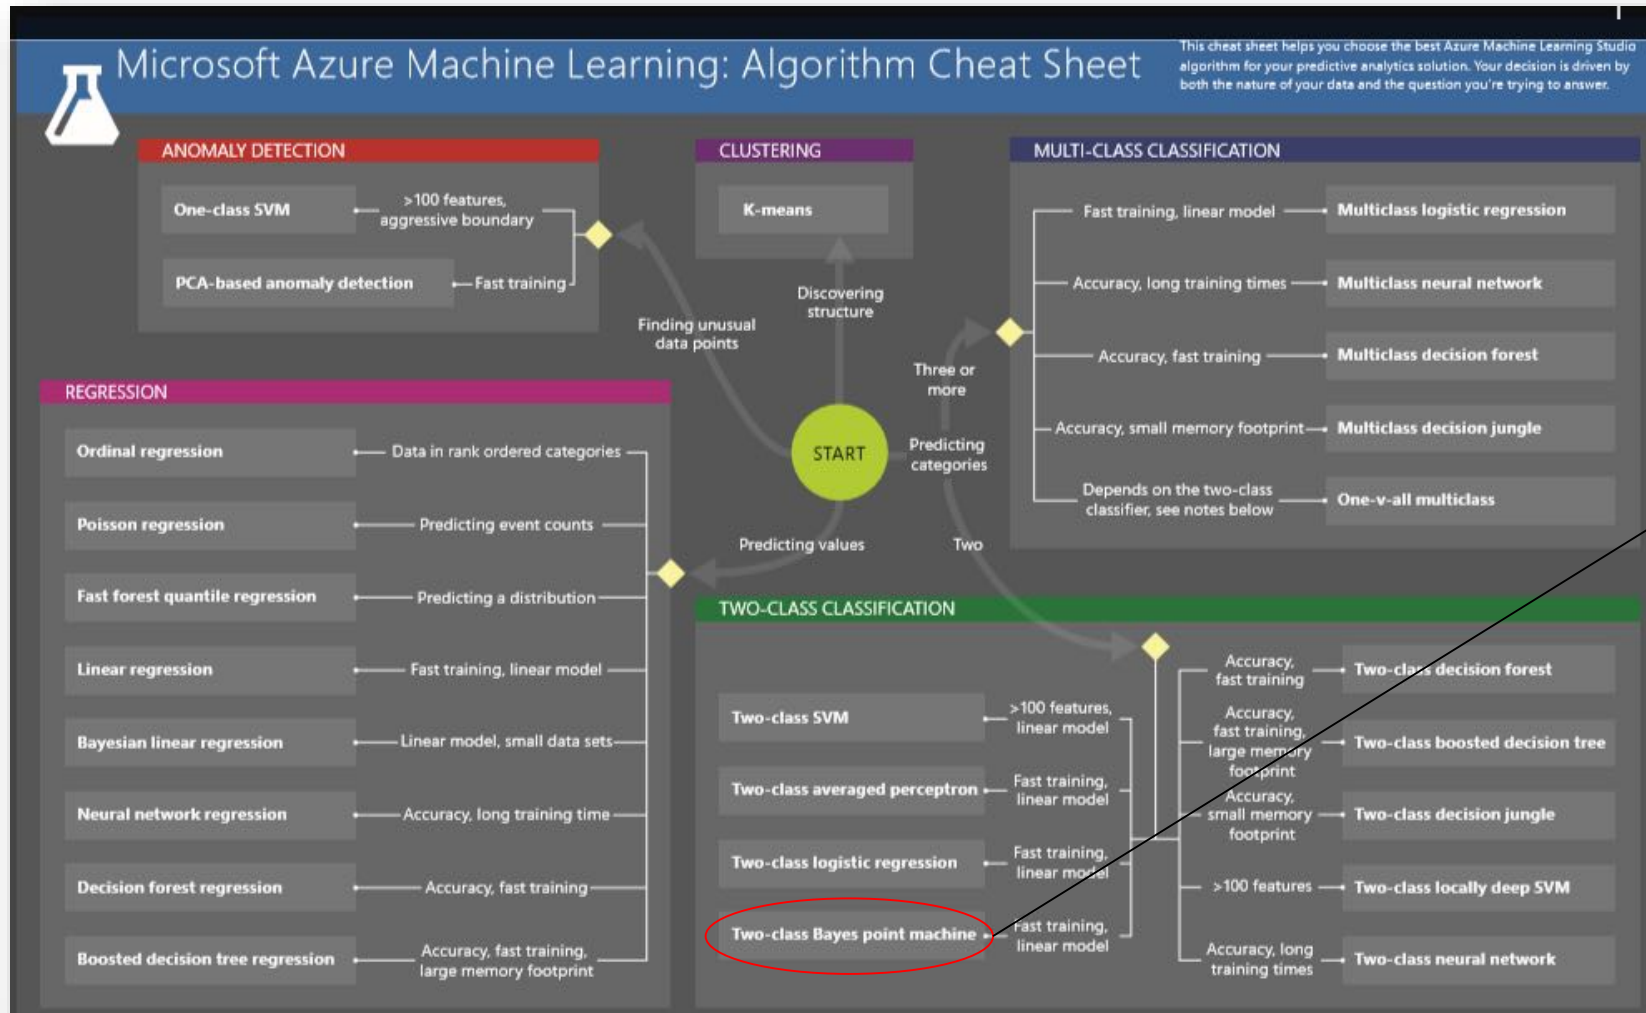 Microsoft Azure Machine Learning: Algorithm Cheat Sheet
This cheat sheet helps you choose the best Azure Machine Learning Studio
algorithm for your predictive analytics solution. Your decision is driven by
both the nature of your data and the question you're trying to answer.
ANOMALY DETECTION
One-class SVM
>100 features,
aggressive boundary
PCA-based anomaly detection
Fast training
CLUSTERING
K-means
MULTI-CLASS CLASSIFICATION
Fast training, linear model
Multiclass logistic regression
Accuracy, long training times
Multiclass neural network
Accuracy, fast training
Multiclass decision forest
Accuracy, small memory footprint
Multiclass decision jungle
Depends on the two-class
classifier, see notes below
One-v-all multiclass
Finding unusual
data points
Discovering
structure
Three or
more
START
Predicting
categories
Predicting values
Two
REGRESSION
Ordinal regression
Data in rank ordered categories
Poisson regression
Predicting event counts
Fast forest quantile regression
Predicting a distribution
Linear regression
Fast training, linear model
Bayesian linear regression
Linear model, small data sets
Neural network regression
Accuracy, long training time
Decision forest regression
Accuracy, fast training
Boosted decision tree regression
Accuracy, fast training,
large memory footprint
TWO-CLASS CLASSIFICATION
Two-class SVM
>100 features,
linear model
Two-class averaged perceptron
Fast training,
linear model
Two-class logistic regression
Fast training,
linear model
Two-class Bayes point machine
Fast training,
linear model
Accuracy,
fast training
Two-class decision forest
Accuracy,
fast training,
large memory
footprint
Two-class boosted decision tree
Accuracy,
small memory
footprint
Two-class decision jungle
>100 features
Two-class locally deep SVM
Accuracy, long
training times
Two-class neural network